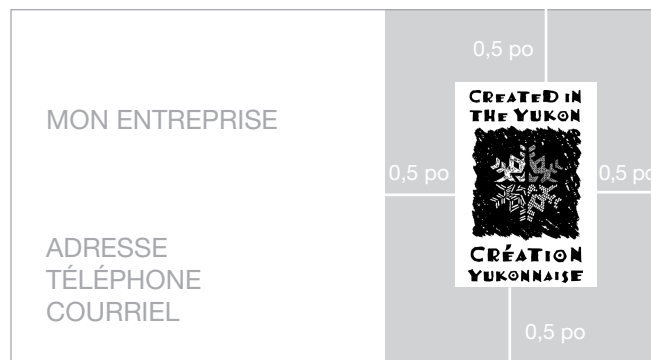 MON ENTREPRISE
ADRESSE
TÉLÉPHONE
COURRIEL
0,5 po
CREATED IN
THE YUKON
0,5 po
0,5 po
CRÉATION
YUKONNAISE
0,5 po